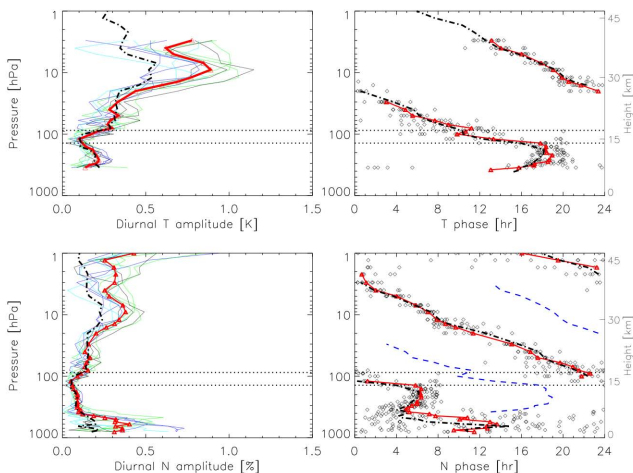 1
10
100
1000
Pressure [hPa]
0.0 0.5 1.0 1.5
Diurnal T amplitude [K]
45
30
15
0
Height [km]
1
10
100
1000
0 4 8 12 16 20 24
T phase [hr]
1
10
100
1000
Pressure [hPa]
0.0 0.5 1.0 1.5
Diurnal N amplitude [%]
45
30
15
0
Height [km]
1
10
100
1000
0 4 8 12 16 20 24
N phase [hr]